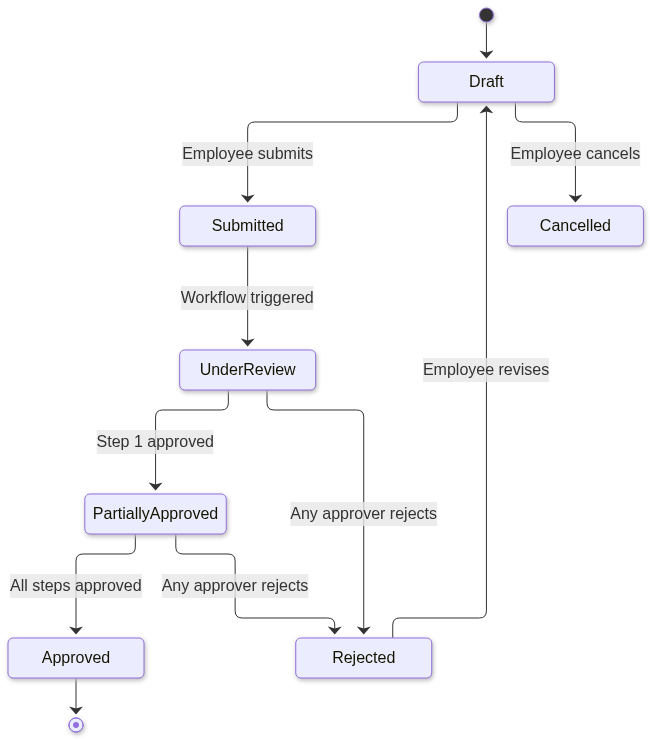 Draft
Employee submits
Employee cancels
Submitted
Cancelled
Workflow triggered
UnderReview
Employee revises
Step 1 approved
PartiallyApproved
Any approver rejects
All steps approved
Any approver rejects
Approved
Rejected